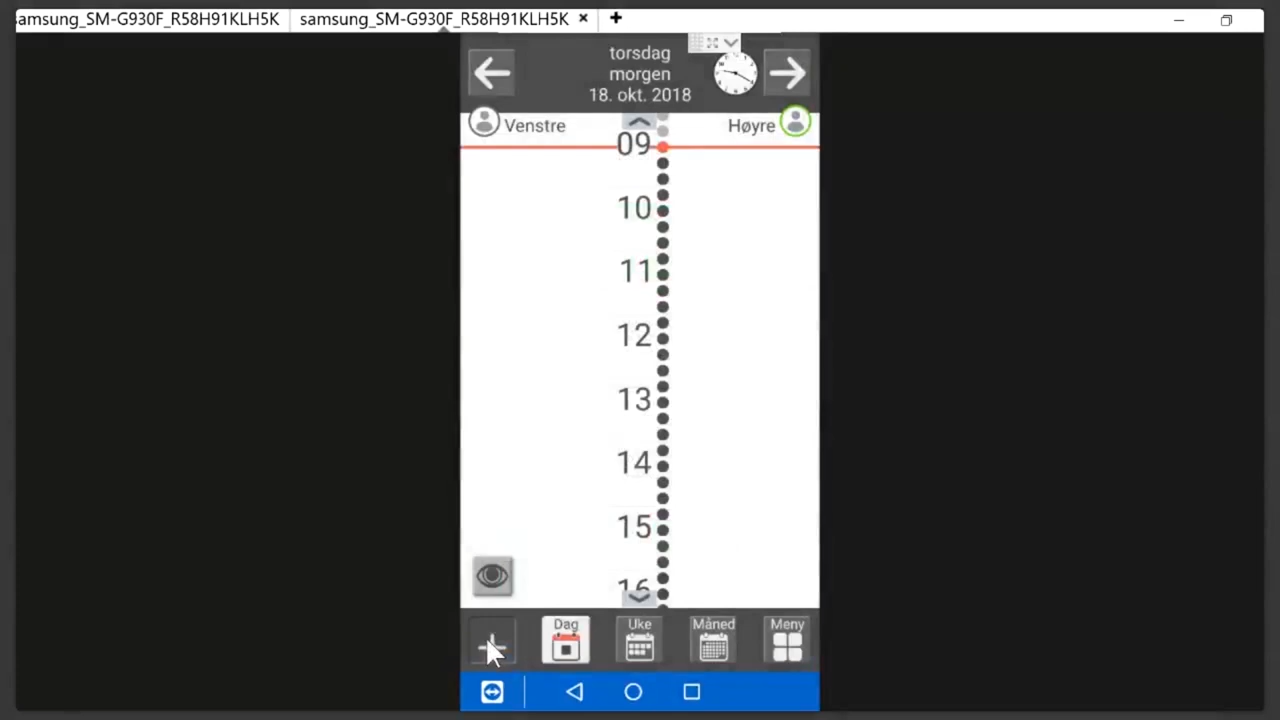 samsung_SM-G930F_R58H91KLH5K
samsung_SM-G930F_R58H91KLH5K
torsdag
morgen
18. okt. 2018
Venstre
Høyre
09
10
11
12
13
14
15
16
Dag
Uke
Måned
Meny